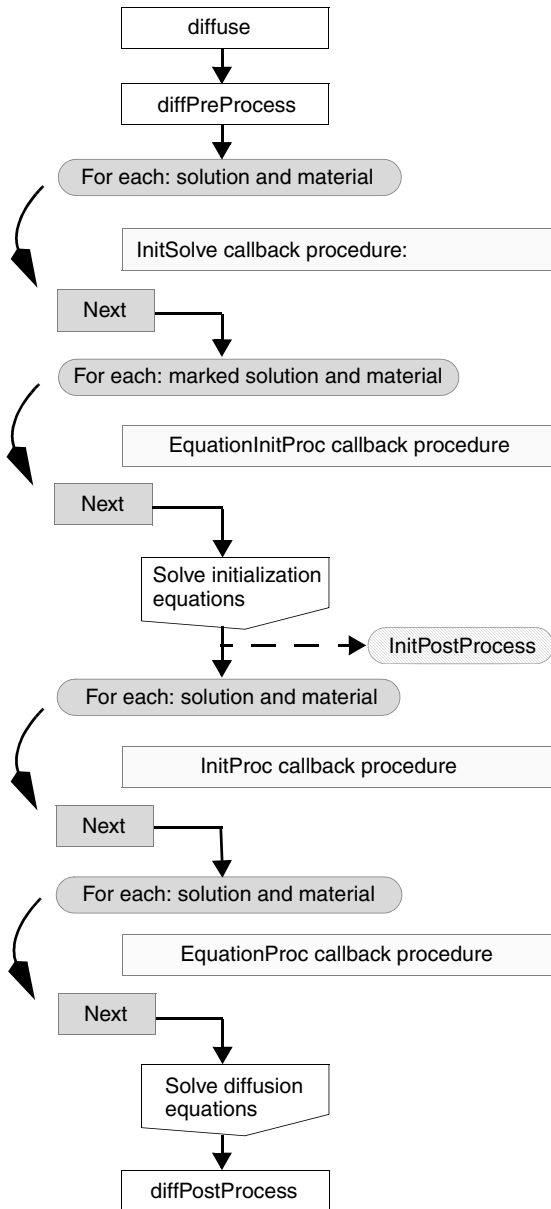 diffuse
diffPreProcess
For each: solution and material
InitSolve callback procedure:
Next
For each: marked solution and material
EquationInitProc callback procedure
Next
Solve initialization
equations
InitPostProcess
For each: solution and material
InitProc callback procedure
Next
For each: solution and material
EquationProc callback procedure
Next
Solve diffusion
equations
diffPostProcess